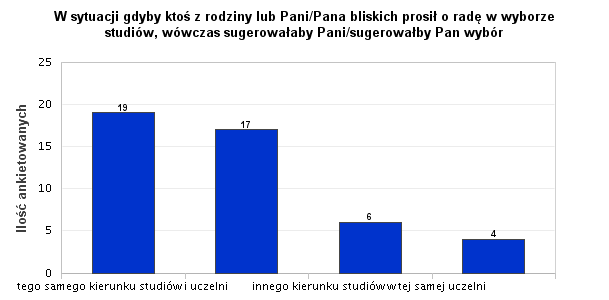 W sytuacji gdyby ktoś z rodziny lub Pani/Pana bliskich prosił o radę w wyborze
studiów, wówczas sugerowałaby Pani/sugerowałby Pan wybór
25
20
15
10
5
0
Ilość ankietowanych
19
17
6
4
tego samego kierunku studiów i uczelni
innego kierunku studiów w tej samej uczelni